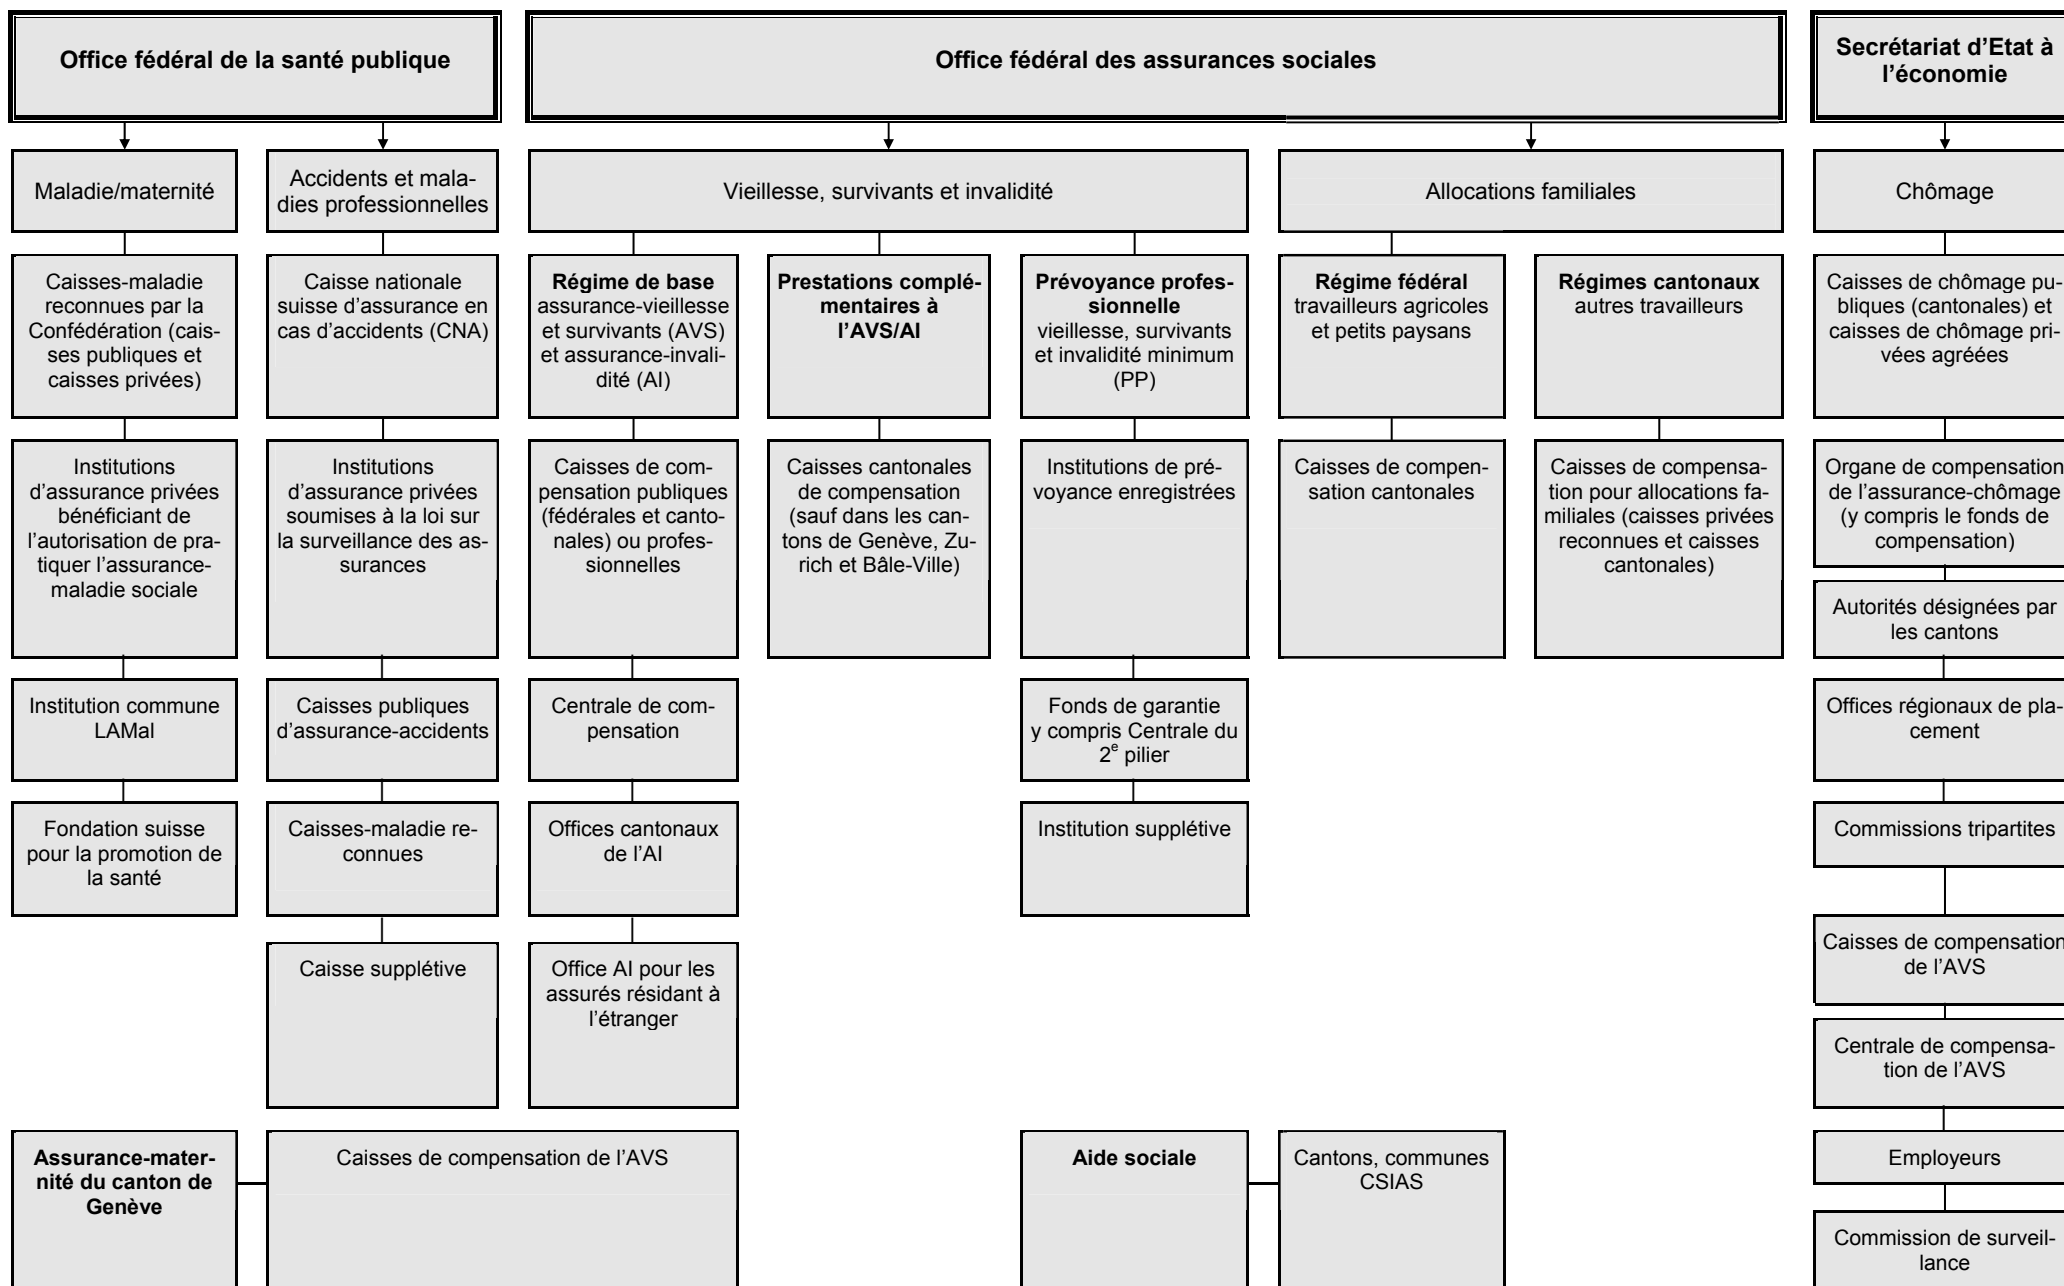 Office fédéral de la santé publique
Office fédéral des assurances sociales
Secrétariat d’Etat à
l’économie
Maladie/maternité
Accidents et mala-
dies professionnelles
Vieillesse, survivants et invalidité
Allocations familiales
Chômage
Caisses-maladie
reconnues par la
Confédération (cais-
ses publiques et
caisses privées)
Caisse nationale
suisse d’assurance en
cas d’accidents (CNA)
Régime de base
assurance-vieillesse
et survivants (AVS)
et assurance-invali-
dité (AI)
Prestations complé-
mentaires à
l’AVS/AI
Prévoyance profes-
sionnelle
vieillesse, survivants
et invalidité minimum
(PP)
Régime fédéral
travailleurs agricoles
et petits paysans
Régimes cantonaux
autres travailleurs
Caisses de chômage pu-
bliques (cantonales) et
caisses de chômage pri-
vées agréées
Institutions
d’assurance privées
bénéficiant de
l’autorisation de pra-
tiquer l’assurance-
maladie sociale
Institutions
d’assurance privées
soumises à la loi sur
la surveillance des as-
surances
Caisses de com-
pensation publiques
(fédérales et canto-
nales) ou profes-
sionnelles
Caisses cantonales
de compensation
(sauf dans les can-
tons de Genève, Zu-
rich et Bâle-Ville)
Institutions de pré-
voyance enregistrées
Caisses de compen-
sation cantonales
Caisses de compensa-
tion pour allocations fa-
miliales (caisses privées
reconnues et caisses
cantonales)
Organe de compensation
de l’assurance-chômage
(y compris le fonds de
compensation)
Autorités désignées par
les cantons
Institution commune
LAMal
Caisses publiques
d’assurance-accidents
Centrale de com-
pensation
Fonds de garantie
y compris Centrale du
2e pilier
Offices régionaux de pla-
cement
Fondation suisse
pour la promotion de
la santé
Caisses-maladie re-
connues
Offices cantonaux
de l’AI
Institution supplétive
Commissions tripartites
Caisse supplétive
Office AI pour les
assurés résidant à
l’étranger
Caisses de compensation
de l’AVS
Centrale de compensa-
tion de l’AVS
Assurance-mater-
nité du canton de
Genève
Caisses de compensation de l’AVS
Aide sociale
Cantons, communes
CSIAS
Employeurs
Commission de surveil-
lance